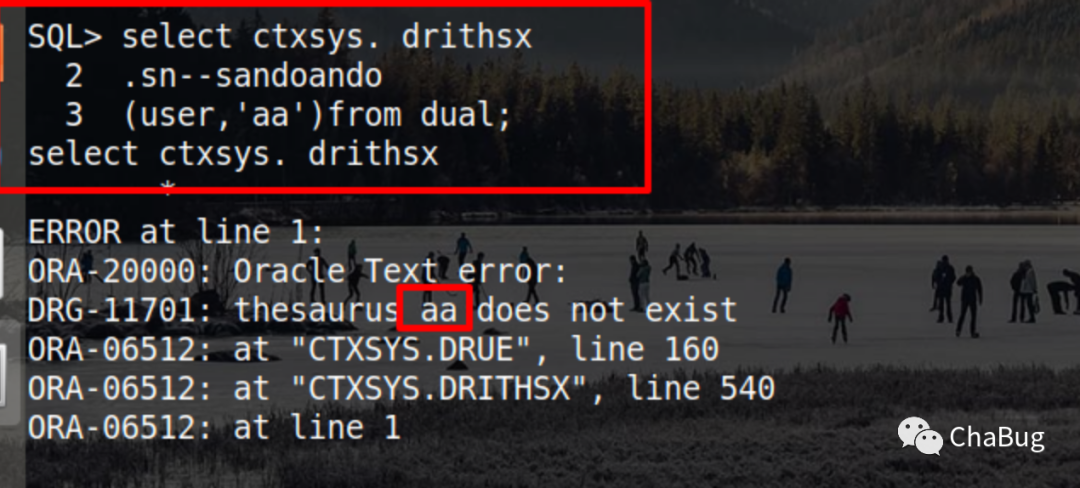 SQL> select ctxsys. drithsx
2 .sn--sandoando
3 (user,'aa')from dual;
select ctxsys. drithsx
*
ERROR at line 1:
ORA-20000: Oracle Text error:
DRG-11701: thesaurus aa does not exist
ORA-06512: at "CTXSYS.DRUE", line 160
ORA-06512: at "CTXSYS.DRITHSX", line 540
ORA-06512: at line 1
ChaBug